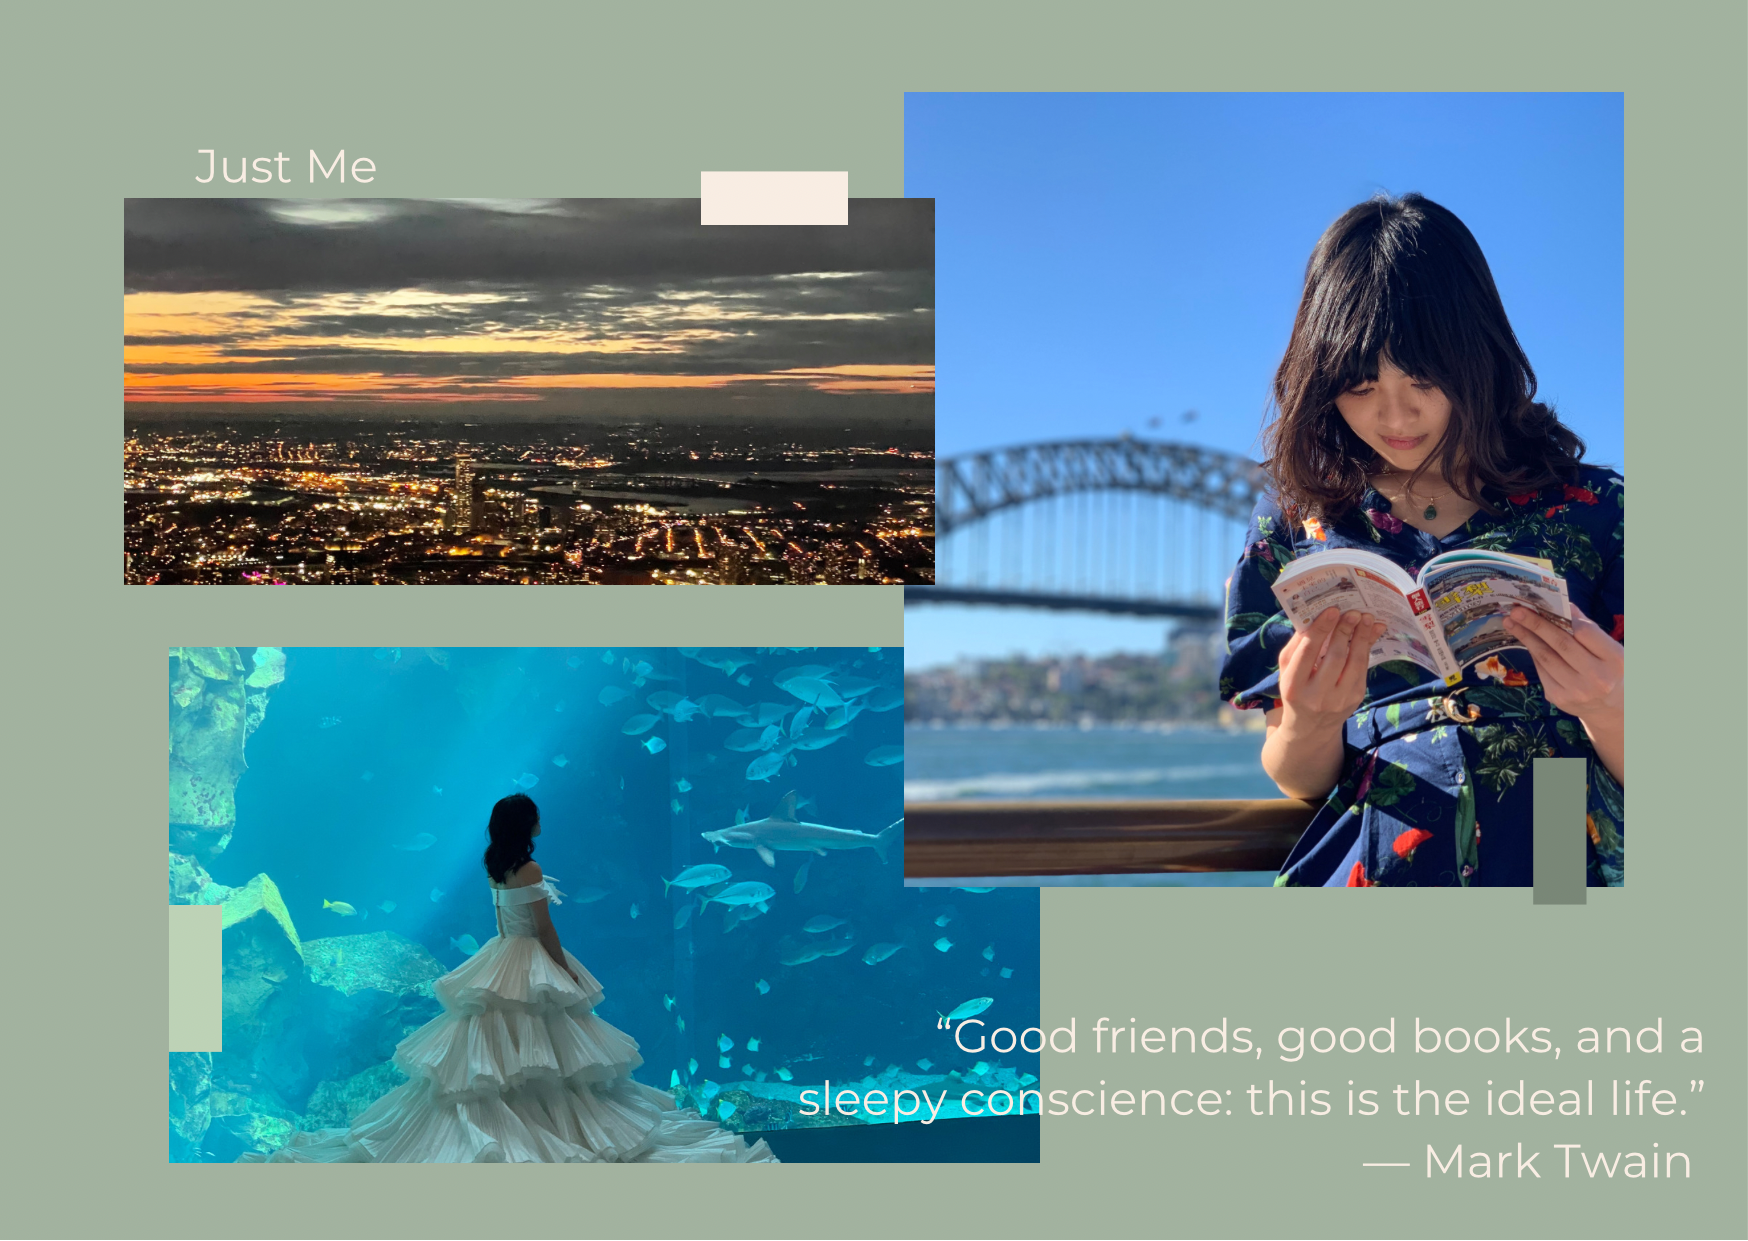 Just Me
“Good friends, good books, and a
sleepy conscience: this is the ideal life.”
— Mark Twain